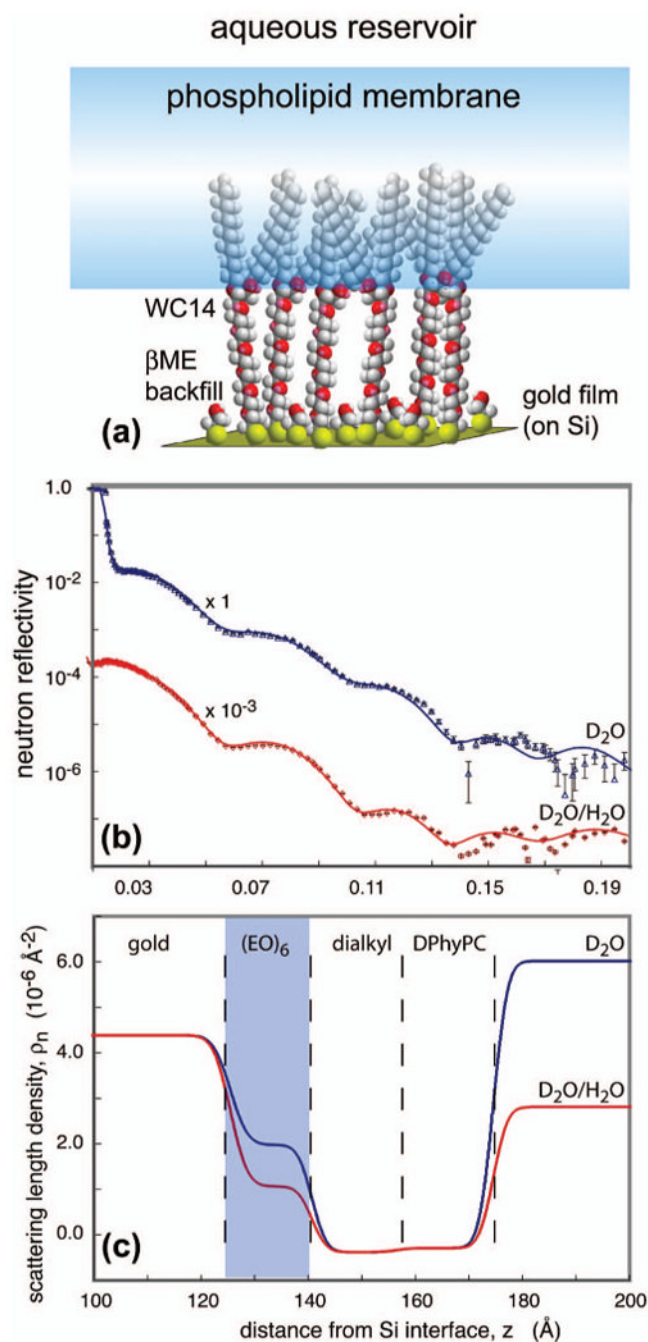 aqueous reservoir
phospholipid membrane
WC14
βME
backfill
gold film
(on Si)
(a)
1.0
10-2
10-4
10-6
neutron reflectivity
x 1
x 10-3
D2O
D2O/H2O
(b)
0.03 0.07 0.11 0.15 0.19
gold (EO)6 dialkyl DPhyPC
D2O
D2O/H2O
6.0
4.0
2.0
0.0
scattering length density, ρn (10-6 Å-2)
(c)
100 120 140 160 180 200
distance from Si interface, z (Å)